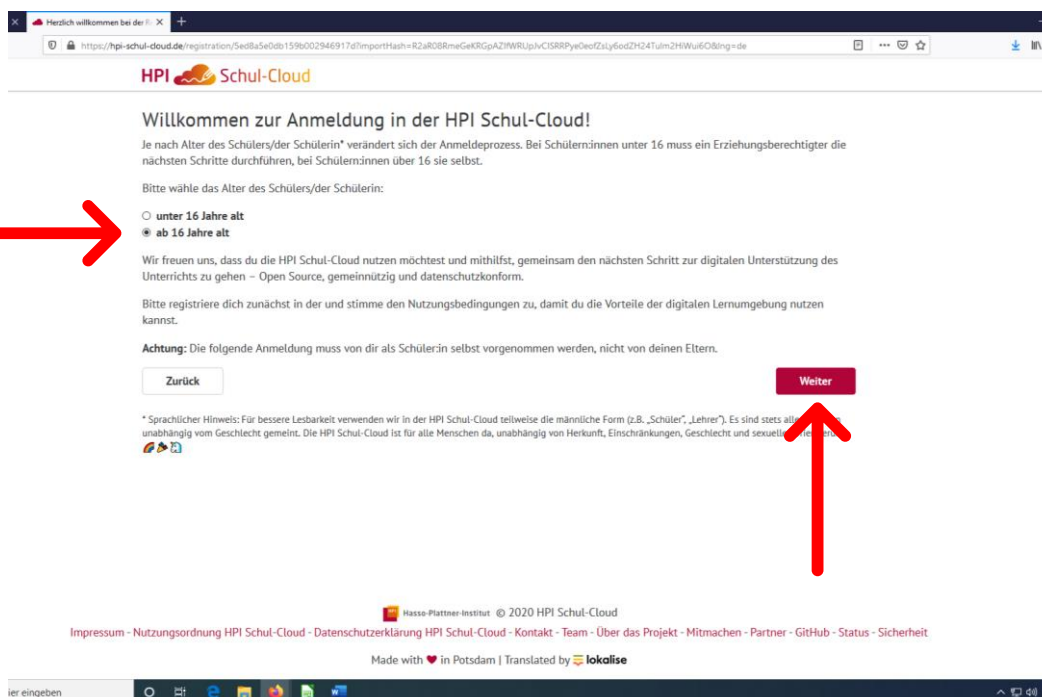 Herzlich willkommen bei der
https://hpi-schul-cloud.de/registration/
HPI Schul-Cloud
Willkommen zur Anmeldung in der HPI Schul-Cloud!
Je nach Alter des Schülers/der Schülerin* verändert sich der Anmeldeprozess. Bei Schülern:innen unter 16 muss ein Erziehungsberechtigter die
nächsten Schritte durchführen, bei Schülern:innen über 16 sie selbst.
Bitte wähle das Alter des Schülers/der Schülerin:
unter 16 Jahre alt
ab 16 Jahre alt
Wir freuen uns, dass du die HPI Schul-Cloud nutzen möchtest und mithilfst, gemeinsam den nächsten Schritt zur digitalen Unterstützung des
Unterrichts zu gehen – Open Source, gemeinnützig und datenschutzkonform.
Bitte registriere dich zunächst in der und stimme den Nutzungsbedingungen zu, damit du die Vorteile der digitalen Lernumgebung nutzen
kannst.
Achtung: Die folgende Anmeldung muss von dir als Schüler:in selbst vorgenommen werden, nicht von deinen Eltern.
Zurück
Weiter
* Sprachlicher Hinweis: Für bessere Lesbarkeit verwenden wir in der HPI Schul-Cloud teilweise die männliche Form (z.B. „Schüler“, „Lehrer“). Es sind stets
unabhängig vom Geschlecht gemeint. Die HPI Schul-Cloud ist für alle Menschen da, unabhängig von Herkunft, Einschränkungen, Geschlecht und
HPI Hasso-Plattner-Institut © 2020 HPI Schul-Cloud
Impressum - Nutzungsordnung HPI Schul-Cloud - Datenschutzerklärung HPI Schul-Cloud - Kontakt - Team - Über das Projekt - Mitmachen - Partner - GitHub - Status - Sicherheit
Made with ♥ in Potsdam | Translated by lokalise
eingeben